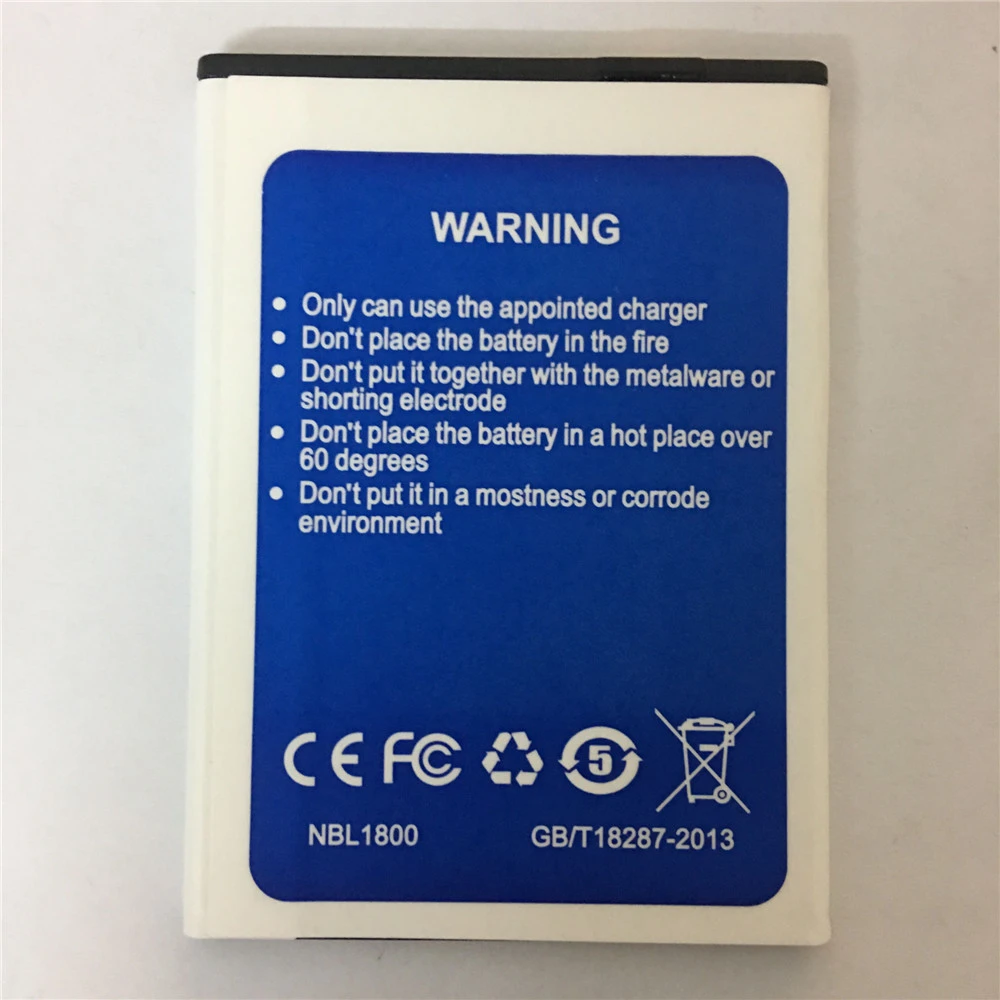 WARNING
• Only can use the appointed charger
• Don't place the battery in the fire
• Don't put it together with the metalware or
shorting electrode
• Don't place the battery in a hot place over
60 degrees
• Don't put it in a mostness or corrode
environment
CE FC 5
NBL1800 GB/T18287-2013